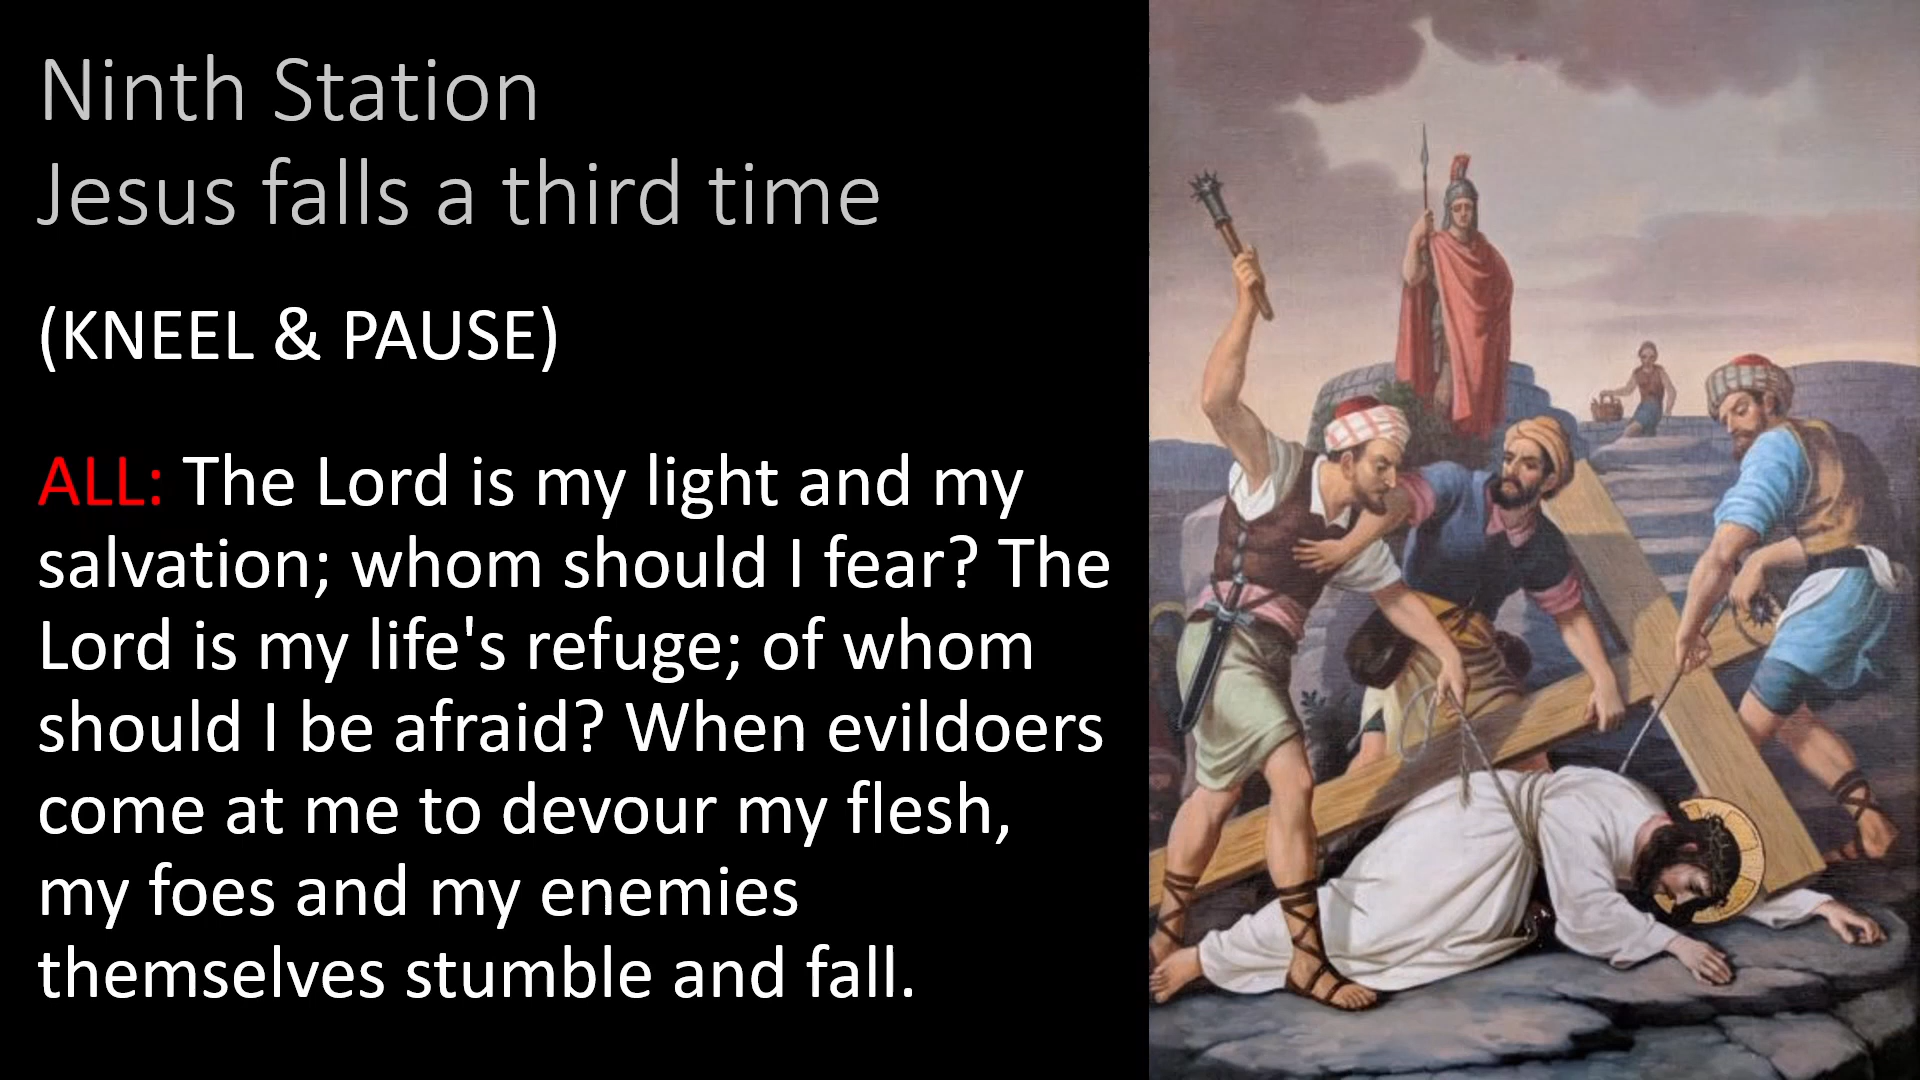 Ninth Station
Jesus falls a third time
(KNEEL & PAUSE)
ALL: The Lord is my light and my
salvation; whom should I fear? The
Lord is my life's refuge; of whom
should I be afraid? When evildoers
come at me to devour my flesh,
my foes and my enemies
themselves stumble and fall.